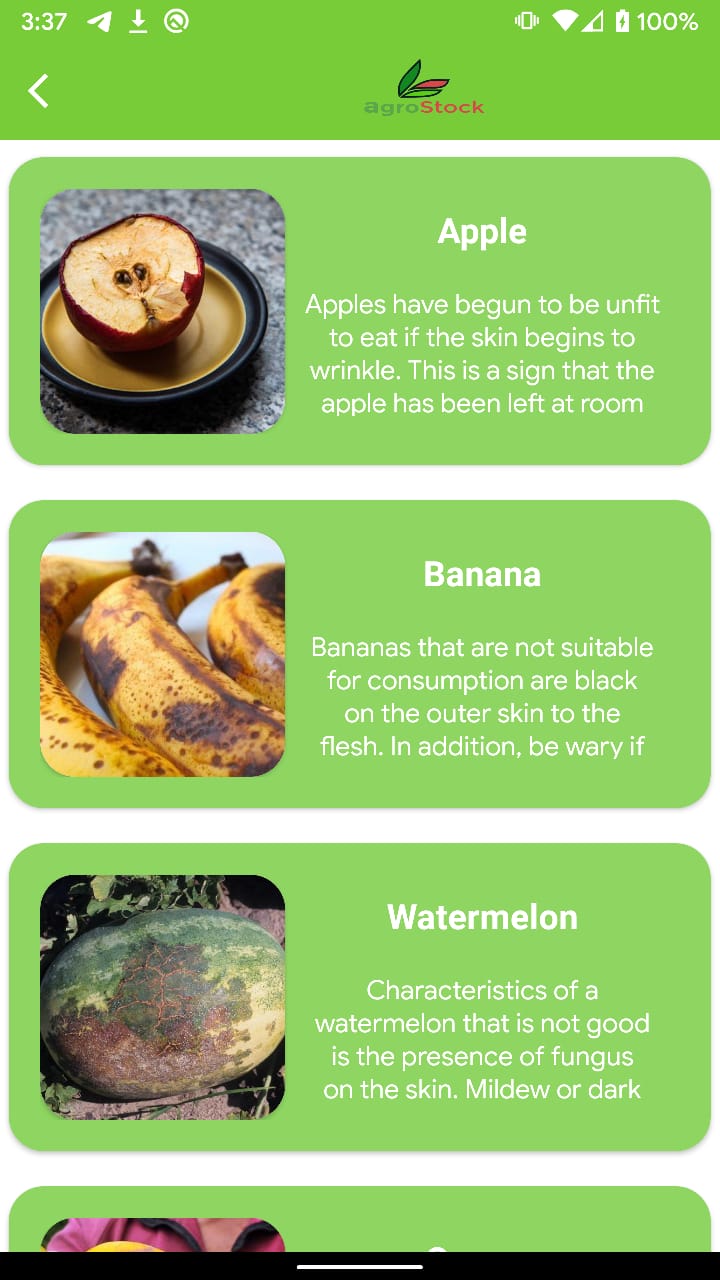 3:37
100%
agroStock
Apple
Apples have begun to be unfit
to eat if the skin begins to
wrinkle. This is a sign that the
apple has been left at room
Banana
Bananas that are not suitable
for consumption are black
on the outer skin to the
flesh. In addition, be wary if
Watermelon
Characteristics of a
watermelon that is not good
is the presence of fungus
on the skin. Mildew or dark